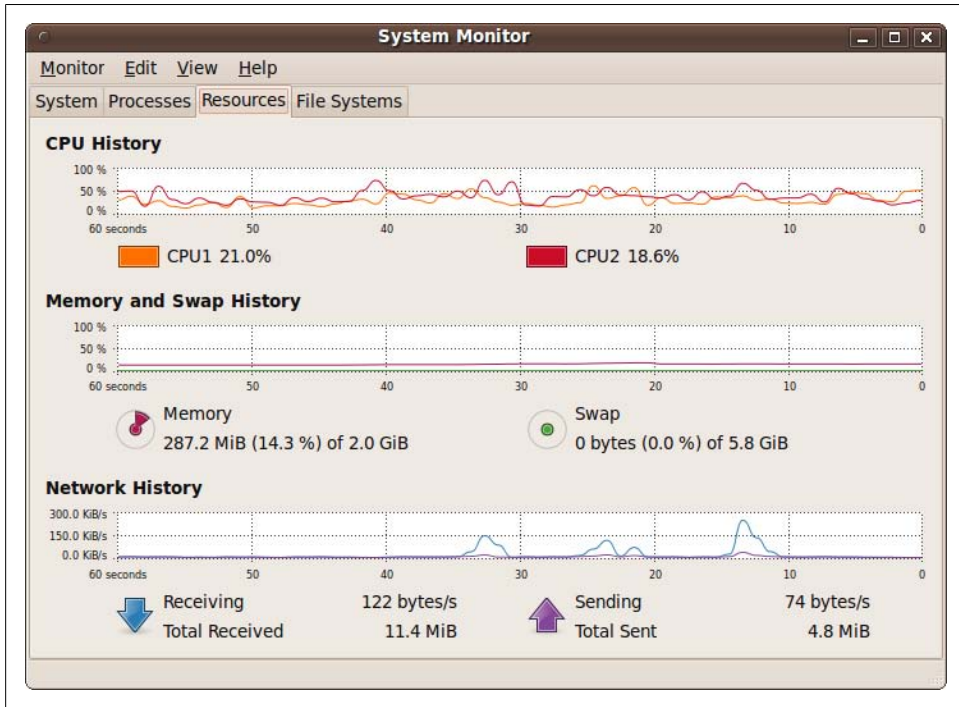 System Monitor
Monitor Edit View Help
System Processes Resources File Systems
CPU History
100 %
50 %
0 %
60 seconds 50 40 30 20 10 0
CPU1 21.0% CPU2 18.6%
Memory and Swap History
100 %
50 %
0 %
60 seconds 50 40 30 20 10 0
Memory Swap
287.2 MiB (14.3 %) of 2.0 GiB 0 bytes (0.0 %) of 5.8 GiB
Network History
300.0 KiB/s
150.0 KiB/s
0.0 KiB/s
60 seconds 50 40 30 20 10 0
Receiving 122 bytes/s Sending 74 bytes/s
Total Received 11.4 MiB Total Sent 4.8 MiB